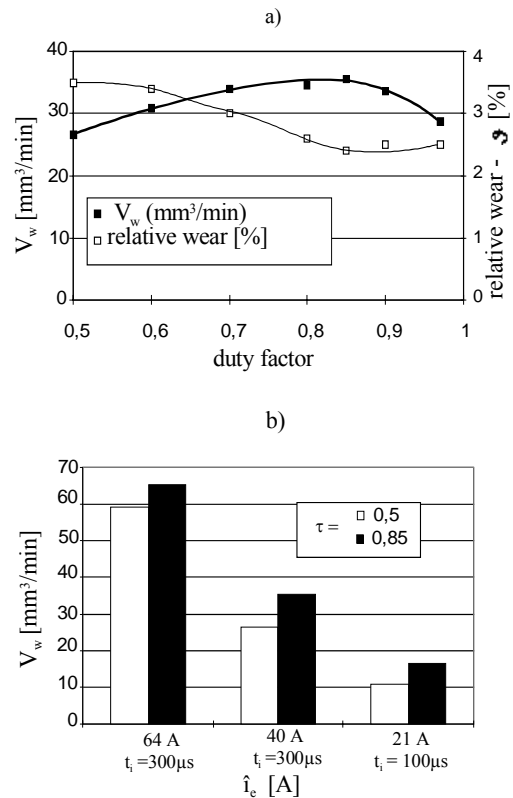 a)
40
30
20
10
0
V_w [mm³/min]
4
3
2
1
0
relative wear - ϑ [%]
V_w (mm³/min)
relative wear [%]
0,5 0,6 0,7 0,8 0,9 1
duty factor
b)
70
60
50
40
30
20
10
0
V_w [mm³/min]
τ =
0,5
0,85
64 A 40 A 21 A
t_i =300µs t_i =300µs t_i =100µs
î_e [A]